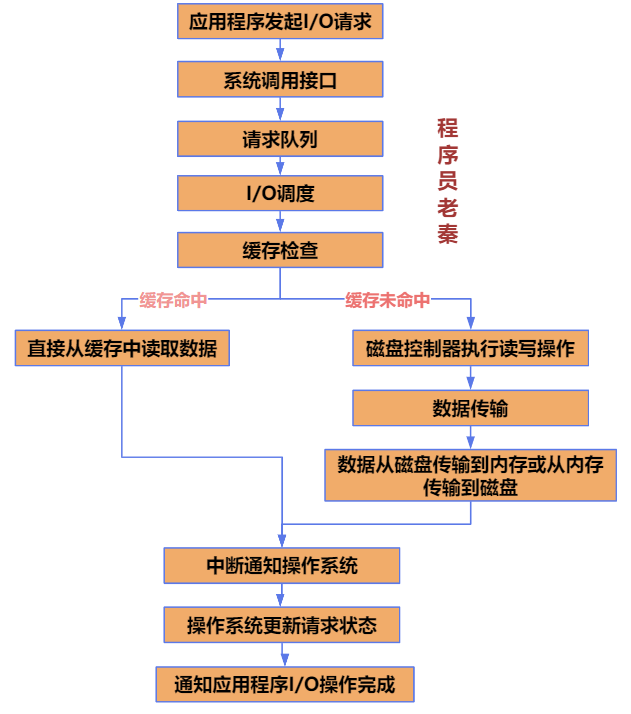 应用程序发起I/O请求
系统调用接口
请求队列
I/O调度
缓存检查
程序员老秦
缓存命中
缓存未命中
直接从缓存中读取数据
磁盘控制器执行读写操作
数据传输
数据从磁盘传输到内存或从内存
传输到磁盘
中断通知操作系统
操作系统更新请求状态
通知应用程序I/O操作完成